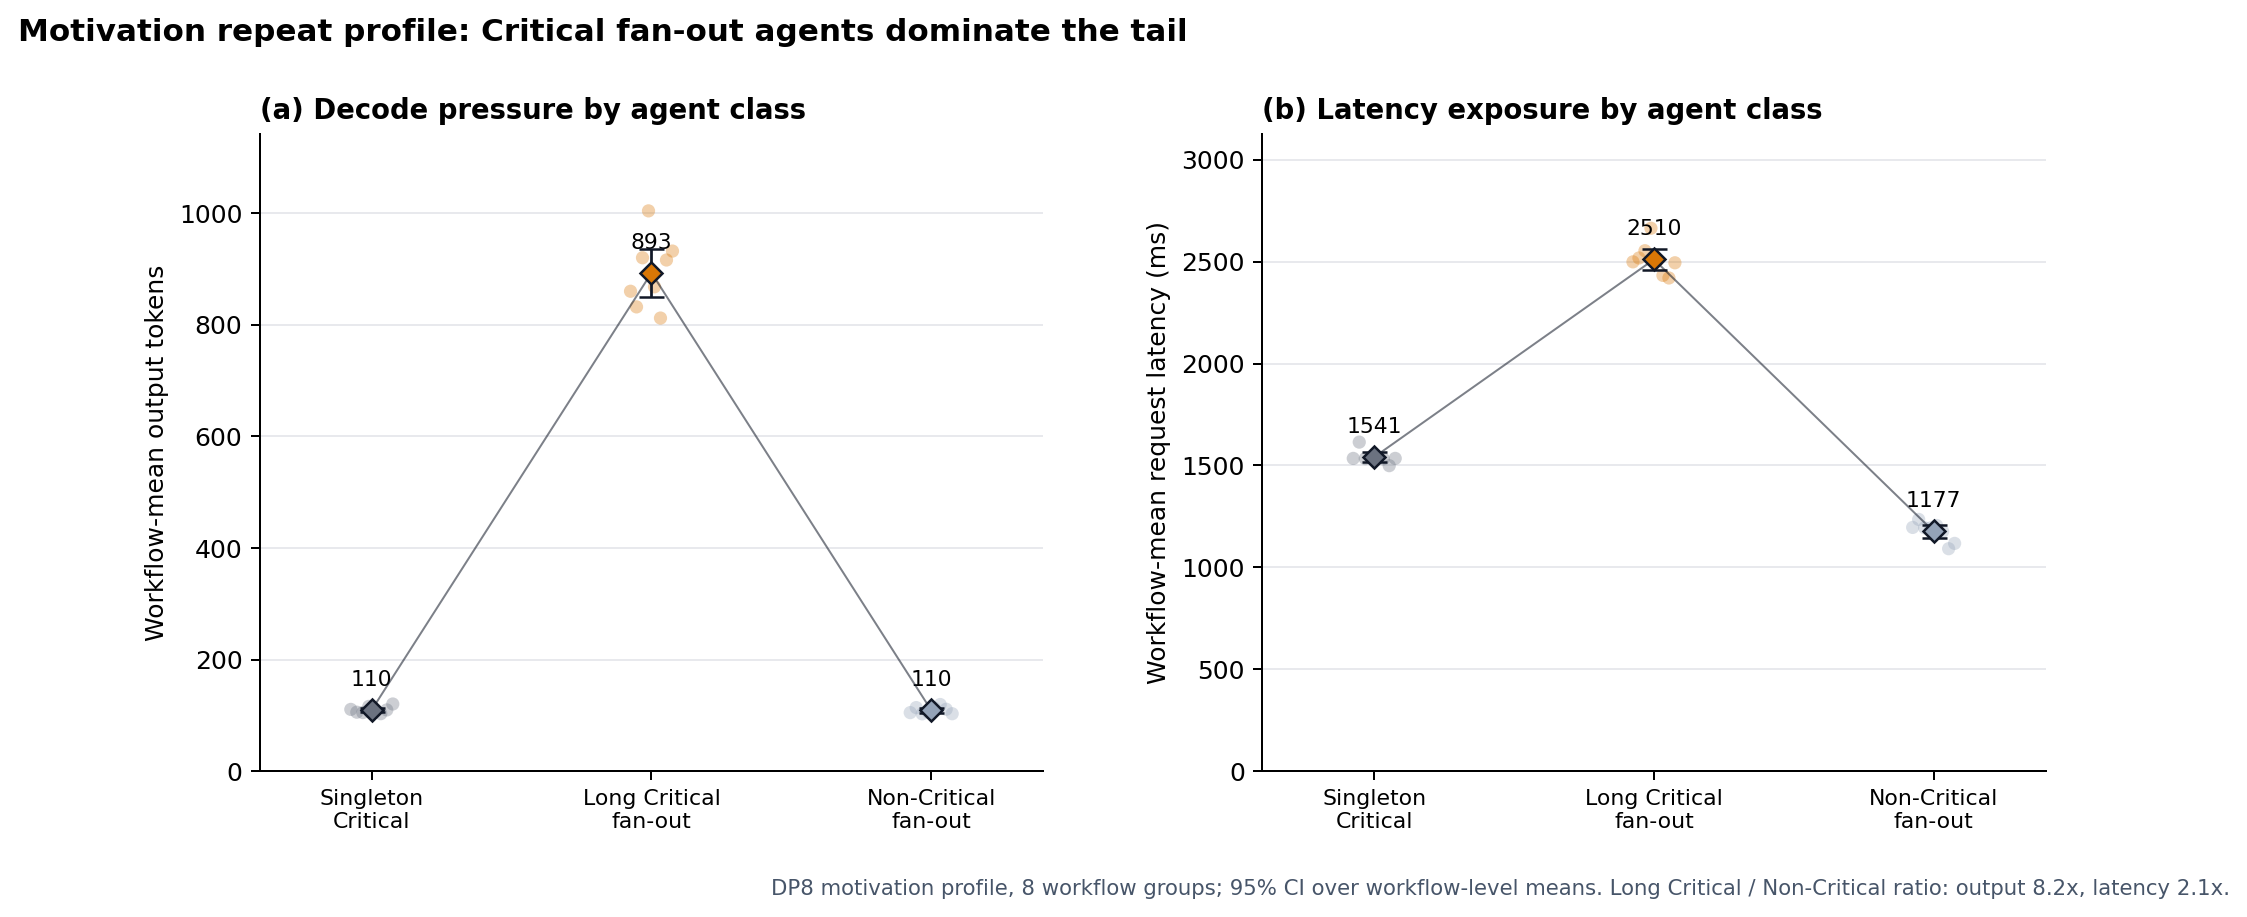 Motivation repeat profile: Critical fan-out agents dominate the tail
(a) Decode pressure by agent class
Workflow-mean output tokens
1000
800
600
400
200
0
893
110
110
Singleton
Critical
Long Critical
fan-out
Non-Critical
fan-out
(b) Latency exposure by agent class
Workflow-mean request latency (ms)
3000
2500
2000
1500
1000
500
0
2510
1541
1177
Singleton
Critical
Long Critical
fan-out
Non-Critical
fan-out
DP8 motivation profile, 8 workflow groups; 95% CI over workflow-level means. Long Critical / Non-Critical ratio: output 8.2x, latency 2.1x.